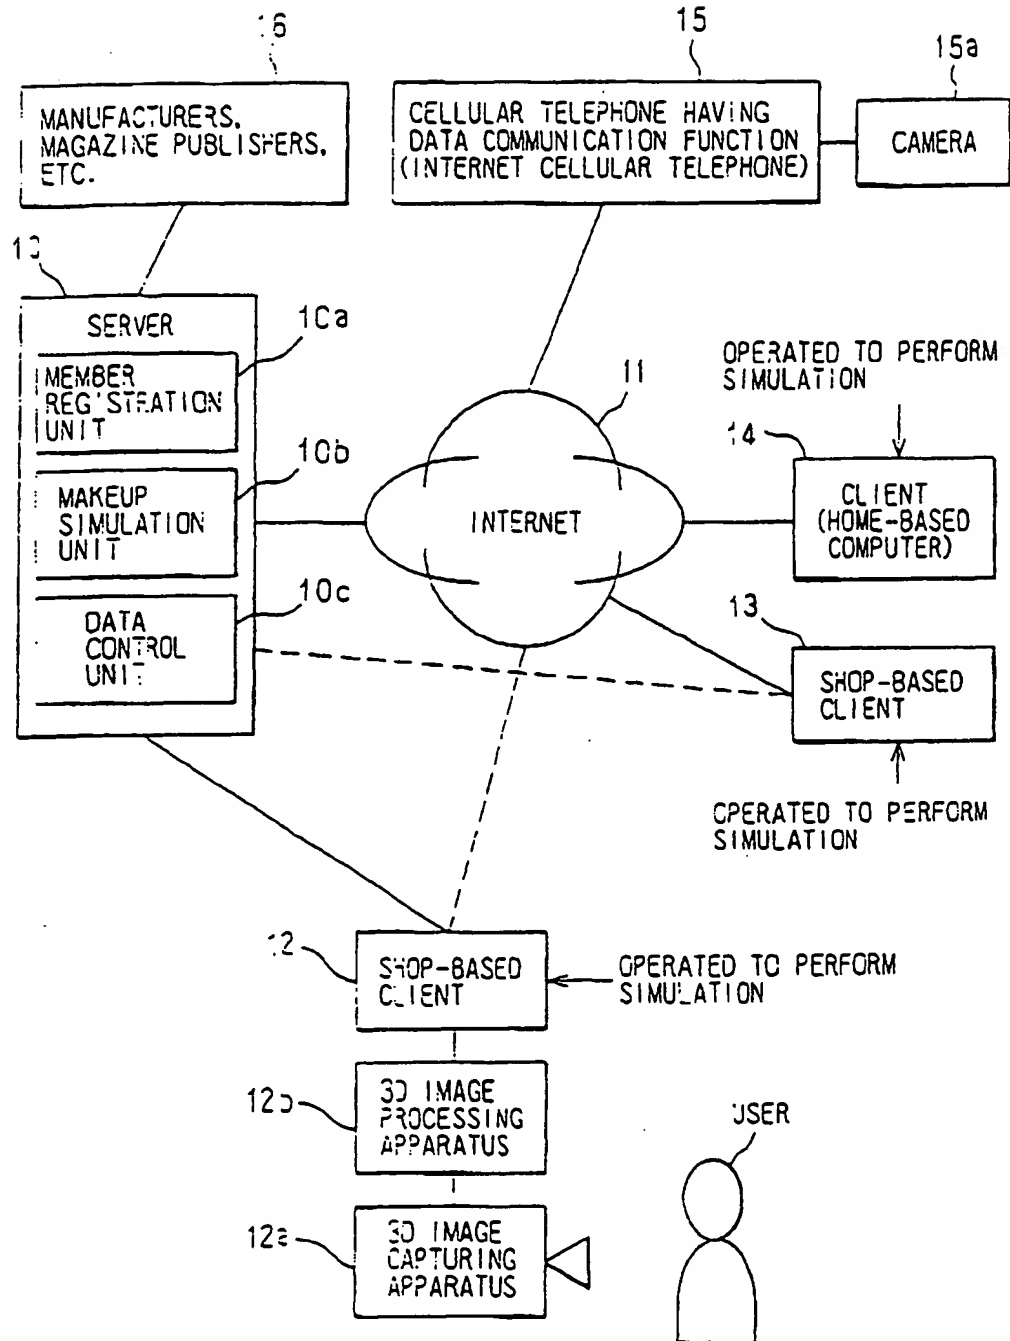 16
MANUFACTURERS,
MAGAZINE PUBLISHERS,
ETC.
15
CELLULAR TELEPHONE HAVING
DATA COMMUNICATION FUNCTION
(INTERNET CELLULAR TELEPHONE)
15a
CAMERA
10
SERVER
10a
MEMBER
REGISTRATION
UNIT
10b
MAKEUP
SIMULATION
UNIT
10c
DATA
CONTROL
UNIT
11
INTERNET
OPERATED TO PERFORM
SIMULATION
14
CLIENT
(HOME-BASED
COMPUTER)
13
SHOP-BASED
CLIENT
OPERATED TO PERFORM
SIMULATION
12
SHOP-BASED
CLIENT
OPERATED TO PERFORM
SIMULATION
12b
3D IMAGE
PROCESSING
APPARATUS
12a
3D IMAGE
CAPTURING
APPARATUS
USER